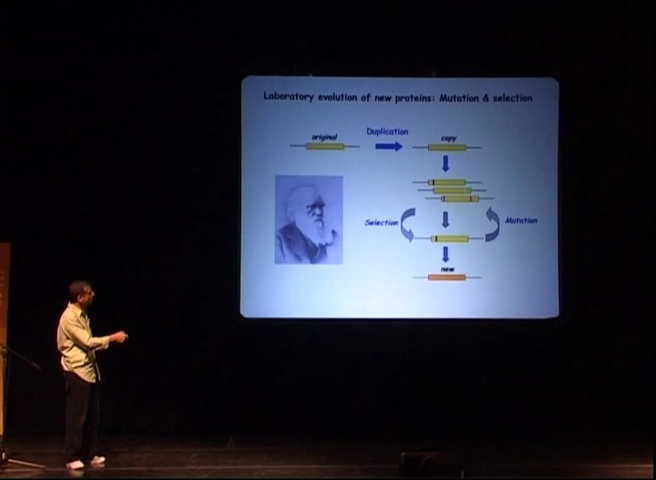 Laboratory evolution of new proteins: Mutation & selection
original
Duplication
copy
Selection
Mutation
new